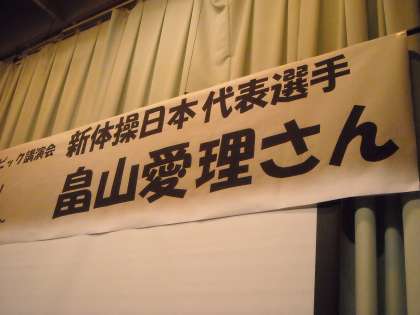 ピック講演会 新体操日本代表選手
畠山愛理さん